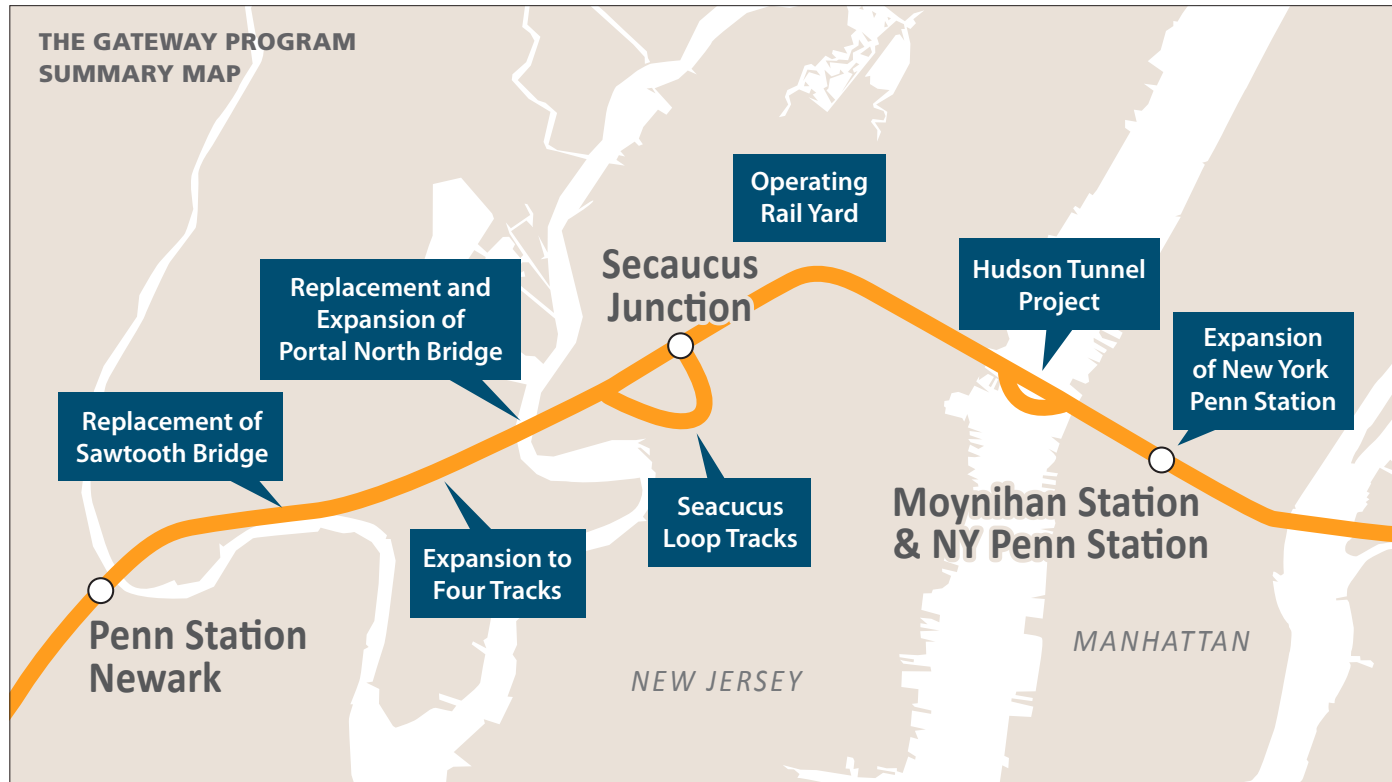 THE GATEWAY PROGRAM
SUMMARY MAP
Operating
Rail Yard
Secaucus
Junction
Hudson Tunnel
Project
Replacement and
Expansion of
Portal North Bridge
Expansion
of New York
Penn Station
Replacement of
Sawtooth Bridge
Seacucus
Loop Tracks
Moynihan Station
& NY Penn Station
Expansion to
Four Tracks
Penn Station
Newark
NEW JERSEY
MANHATTAN